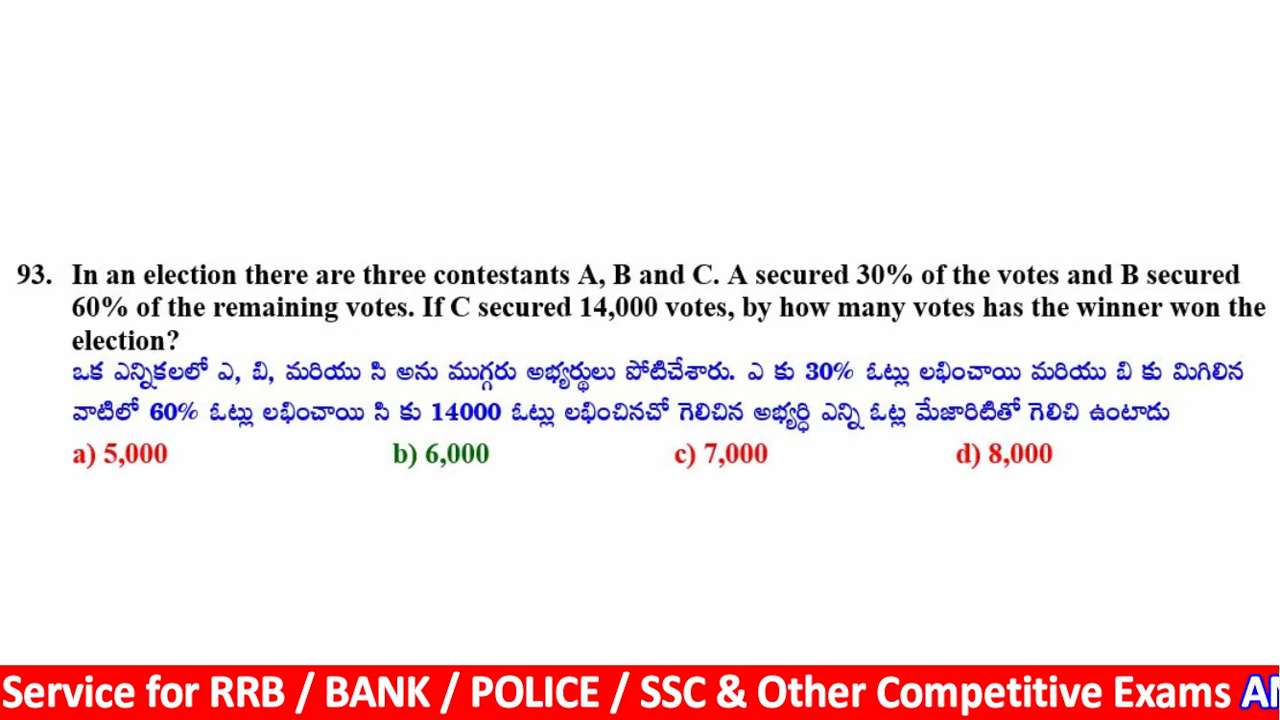 93. In an election there are three contestants A, B and C. A secured 30% of the votes and B secured
60% of the remaining votes. If C secured 14,000 votes, by how many votes has the winner won the
election?
ఒక ఎన్నికలలో ఎ, బి, మరియు సి అను ముగ్గరు అభ్యర్థులు పోటిచేశారు. ఎ కు 30% ఓట్లు లభించాయి మరియు బి కు మిగిలిన
వాటిలో 60% ఓట్లు లభించాయి సి కు 14000 ఓట్లు లభించినచో గెలిచిన అభ్యర్ధి ఎన్ని ఓట్ల మేజారిటితో గెలిచి ఉంటాదు
a) 5,000 b) 6,000 c) 7,000 d) 8,000
Service for RRB / BANK / POLICE / SSC & Other Competitive Exams